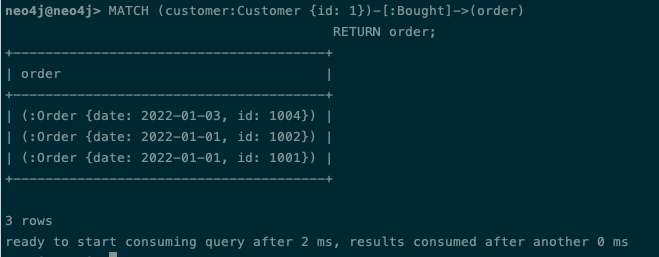 neo4j@neo4j> MATCH (customer:Customer {id: 1})-[:Bought]->(order)
RETURN order;
+---------------------------------------+
| order |
+---------------------------------------+
| (:Order {date: 2022-01-03, id: 1004}) |
| (:Order {date: 2022-01-01, id: 1002}) |
| (:Order {date: 2022-01-01, id: 1001}) |
+---------------------------------------+
3 rows
ready to start consuming query after 2 ms, results consumed after another 0 ms